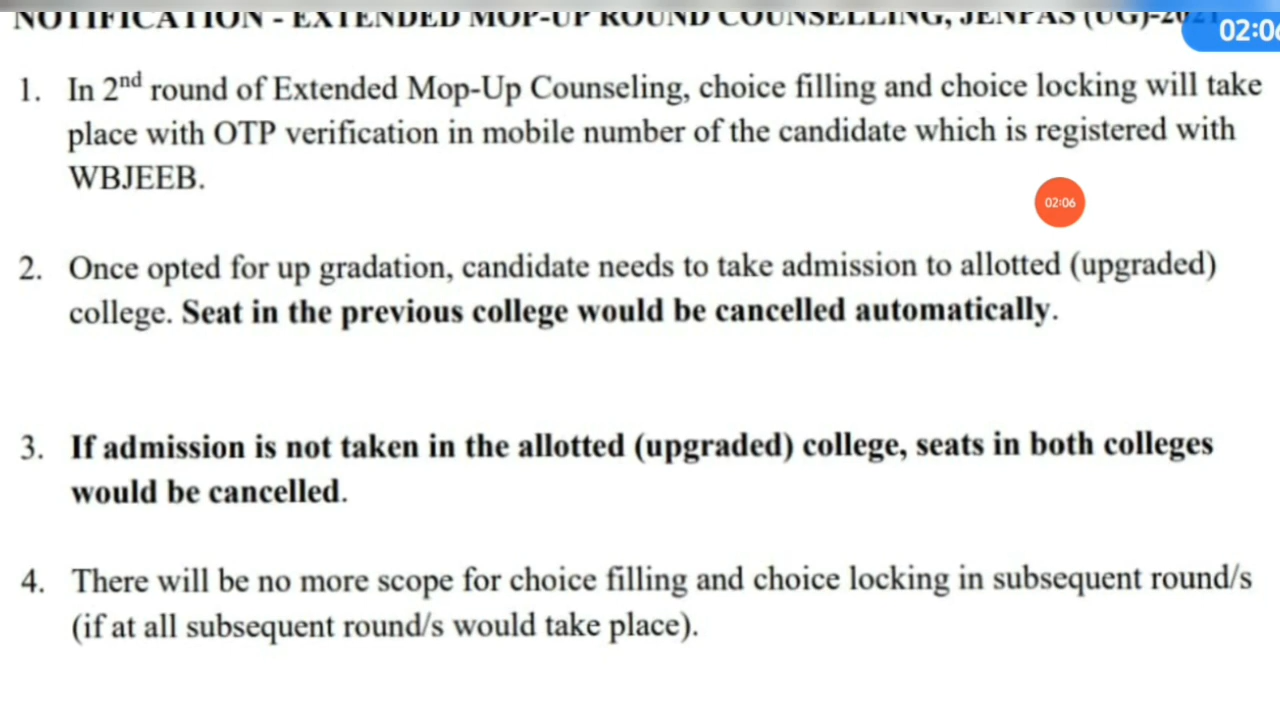 NOTIFICATION - EXTENDED MOP-UP ROUND COUNSELLING, JENPAS (UG)-2021
02:06
1. In 2nd round of Extended Mop-Up Counseling, choice filling and choice locking will take
place with OTP verification in mobile number of the candidate which is registered with
WBJEEB.
02:06
2. Once opted for up gradation, candidate needs to take admission to allotted (upgraded)
college. Seat in the previous college would be cancelled automatically.
3. If admission is not taken in the allotted (upgraded) college, seats in both colleges
would be cancelled.
4. There will be no more scope for choice filling and choice locking in subsequent round/s
(if at all subsequent round/s would take place).